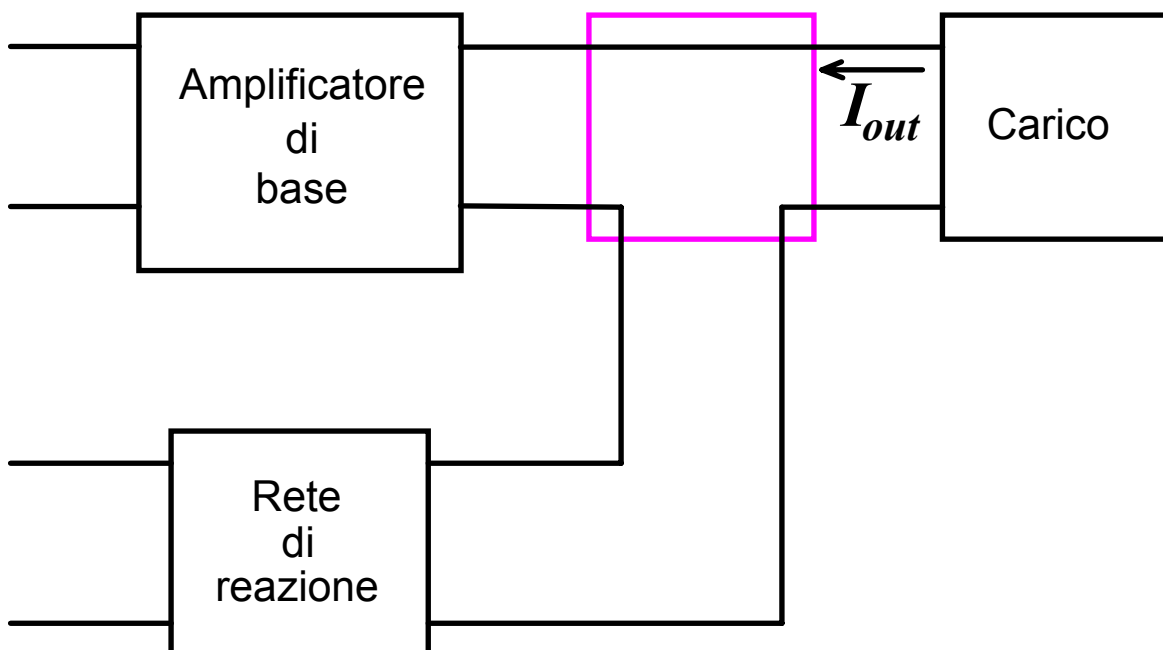 Amplificatore
di
base
I_out
Carico
Rete
di
reazione